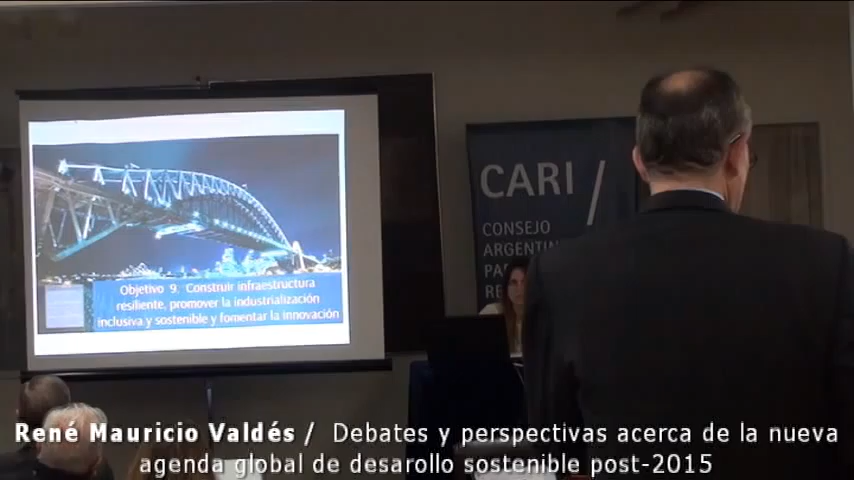 Objetivo 9. Construir infraestructura
resiliente, promover la industrialización
inclusiva y sostenible y fomentar la innovación
CARI /
CONSEJO
ARGENTIN
PA
RE
René Mauricio Valdés / Debates y perspectivas acerca de la nueva
agenda global de desarollo sostenible post-2015